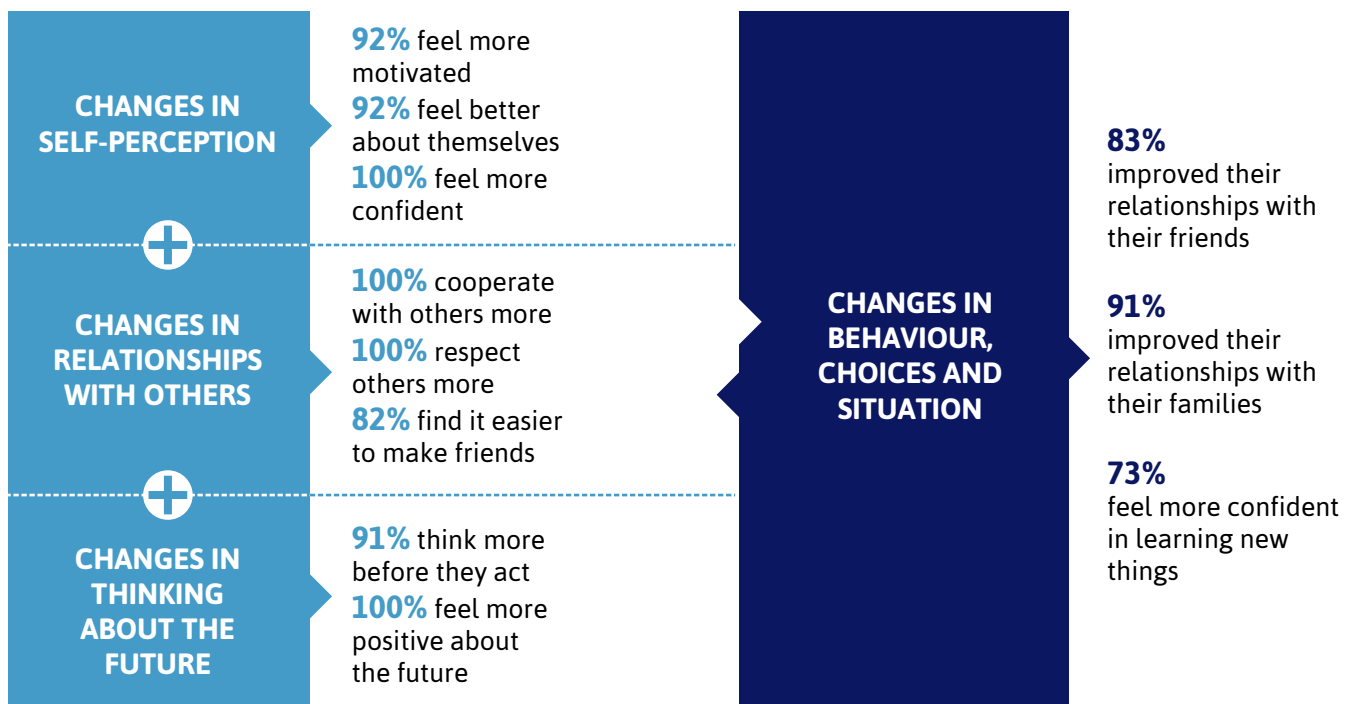 CHANGES IN
SELF-PERCEPTION
92% feel more
motivated
92% feel better
about themselves
100% feel more
confident
CHANGES IN
RELATIONSHIPS
WITH OTHERS
100% cooperate
with others more
100% respect
others more
82% find it easier
to make friends
CHANGES IN
THINKING
ABOUT THE
FUTURE
91% think more
before they act
100% feel more
positive about
the future
CHANGES IN
BEHAVIOUR,
CHOICES AND
SITUATION
83%
improved their
relationships with
their friends
91%
improved their
relationships with
their families
73%
feel more confident
in learning new
things